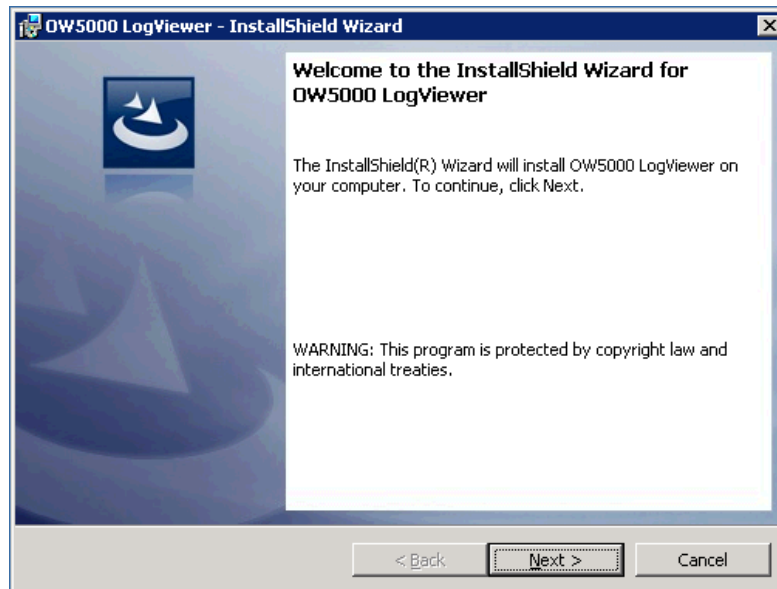 OW5000 LogViewer - InstallShield Wizard
Welcome to the InstallShield Wizard for
OW5000 LogViewer
The InstallShield(R) Wizard will install OW5000 LogViewer on
your computer. To continue, click Next.
WARNING: This program is protected by copyright law and
international treaties.
< Back Next > Cancel